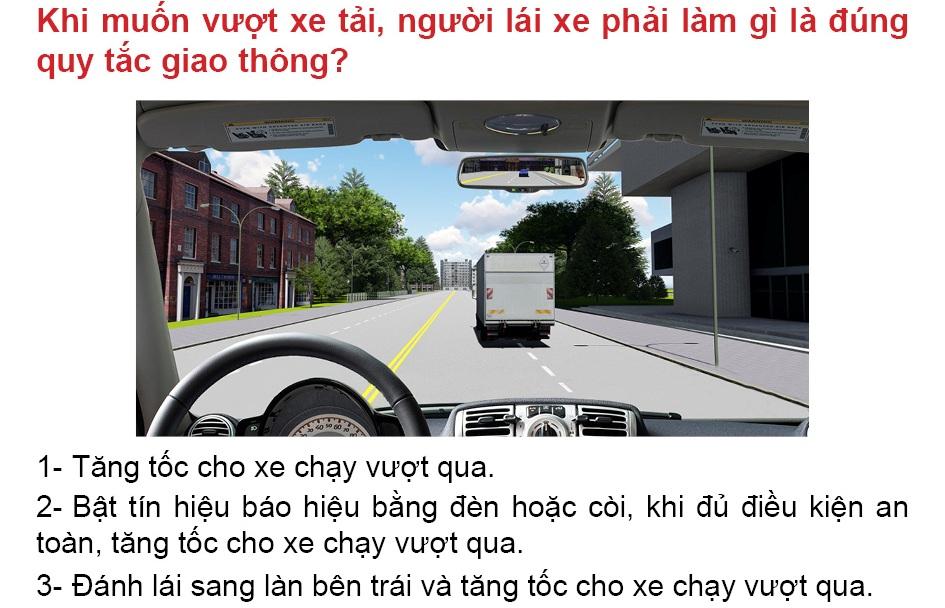 Khi muốn vượt xe tải, người lái xe phải làm gì là đúng
quy tắc giao thông?
WARNING
WARNING
1- Tăng tốc cho xe chạy vượt qua.
2- Bật tín hiệu báo hiệu bằng đèn hoặc còi, khi đủ điều kiện an
toàn, tăng tốc cho xe chạy vượt qua.
3- Đánh lái sang làn bên trái và tăng tốc cho xe chạy vượt qua.